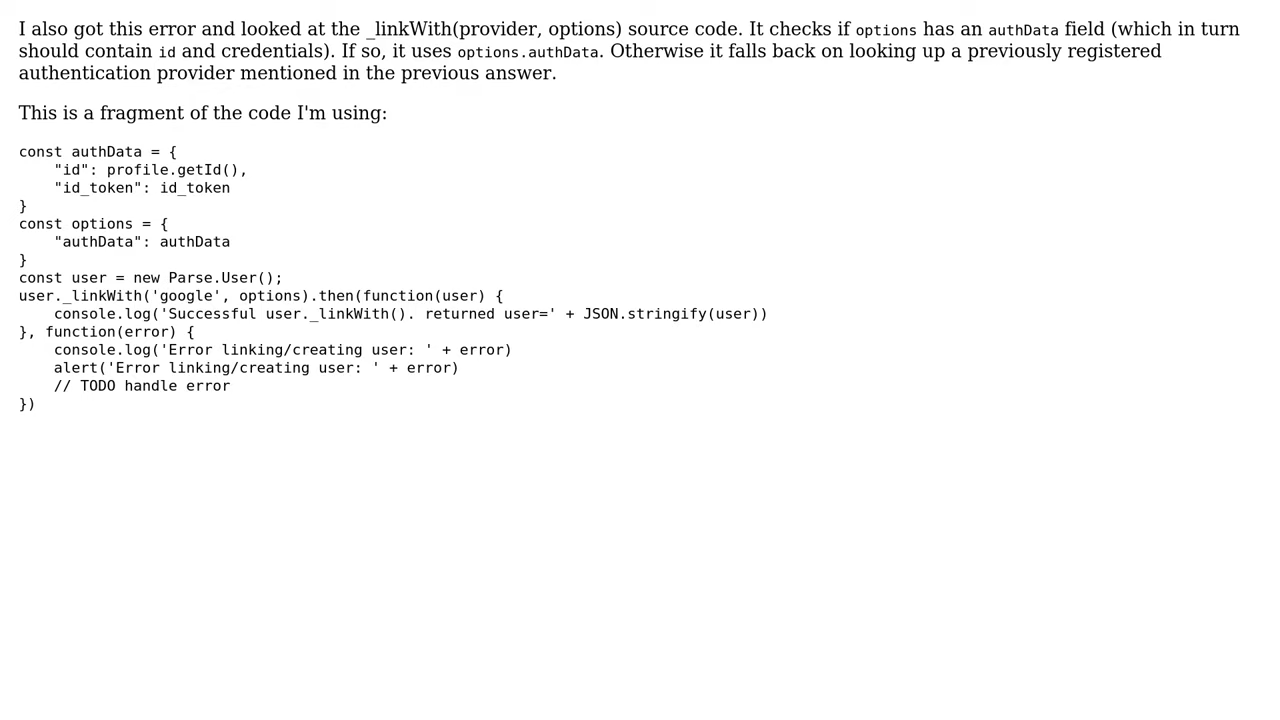 I also got this error and looked at the _linkWith(provider, options) source code. It checks if options has an authData field (which in turn
should contain id and credentials). If so, it uses options.authData. Otherwise it falls back on looking up a previously registered
authentication provider mentioned in the previous answer.
This is a fragment of the code I'm using:
const authData = {
    "id": profile.getId(),
    "id_token": id_token
}
const options = {
    "authData": authData
}
const user = new Parse.User();
user._linkWith('google', options).then(function(user) {
    console.log('Successful user._linkWith(). returned user=' + JSON.stringify(user))
}, function(error) {
    console.log('Error linking/creating user: ' + error)
    alert('Error linking/creating user: ' + error)
    // TODO handle error
})